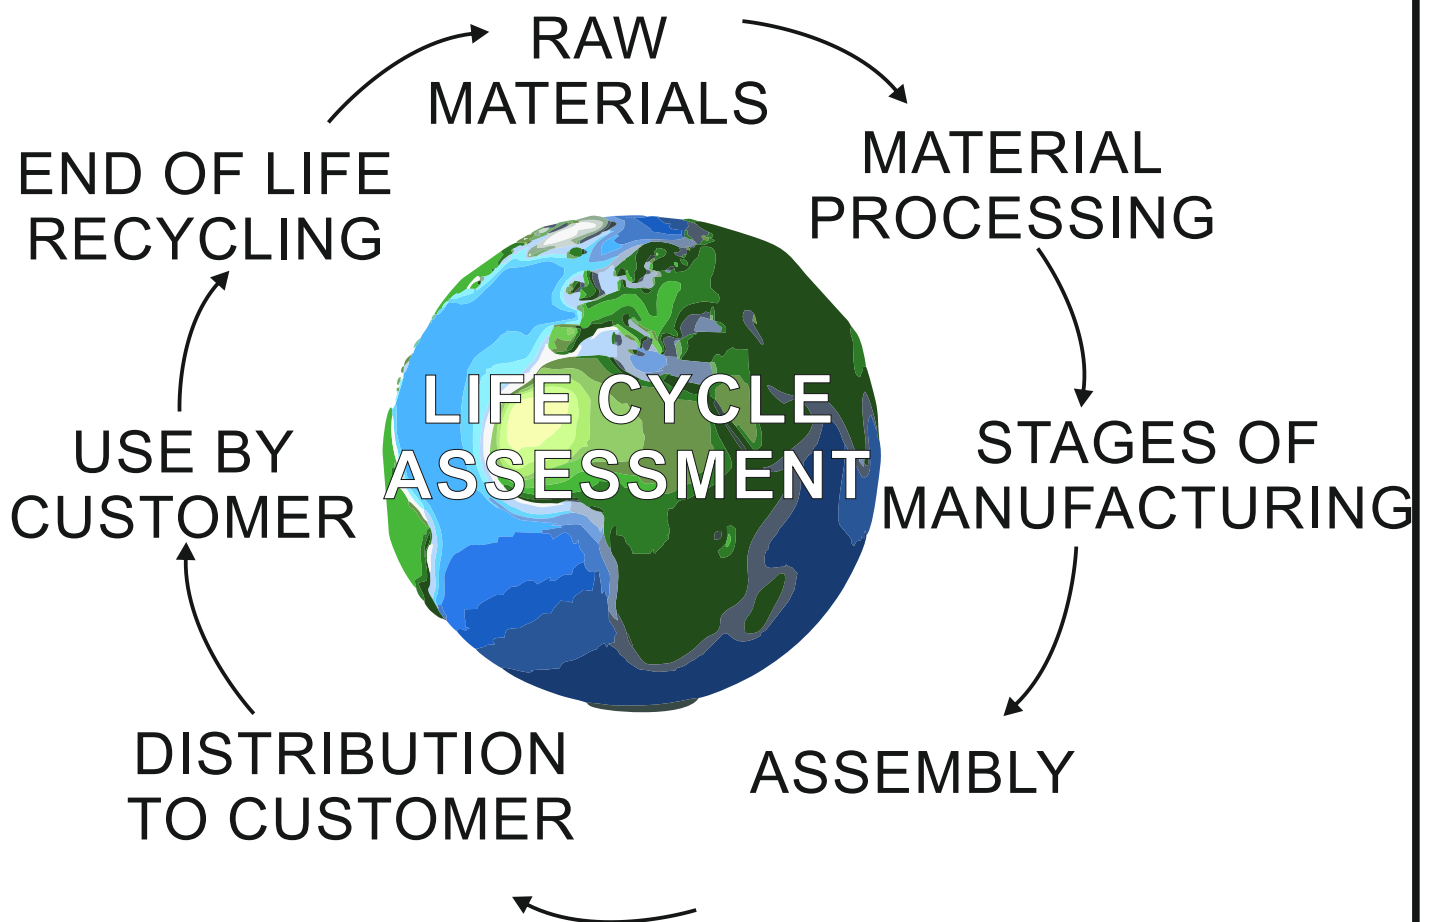 RAW
MATERIALS
MATERIAL
PROCESSING
STAGES OF
MANUFACTURING
ASSEMBLY
DISTRIBUTION
TO CUSTOMER
USE BY
CUSTOMER
END OF LIFE
RECYCLING
LIFE CYCLE
ASSESSMENT